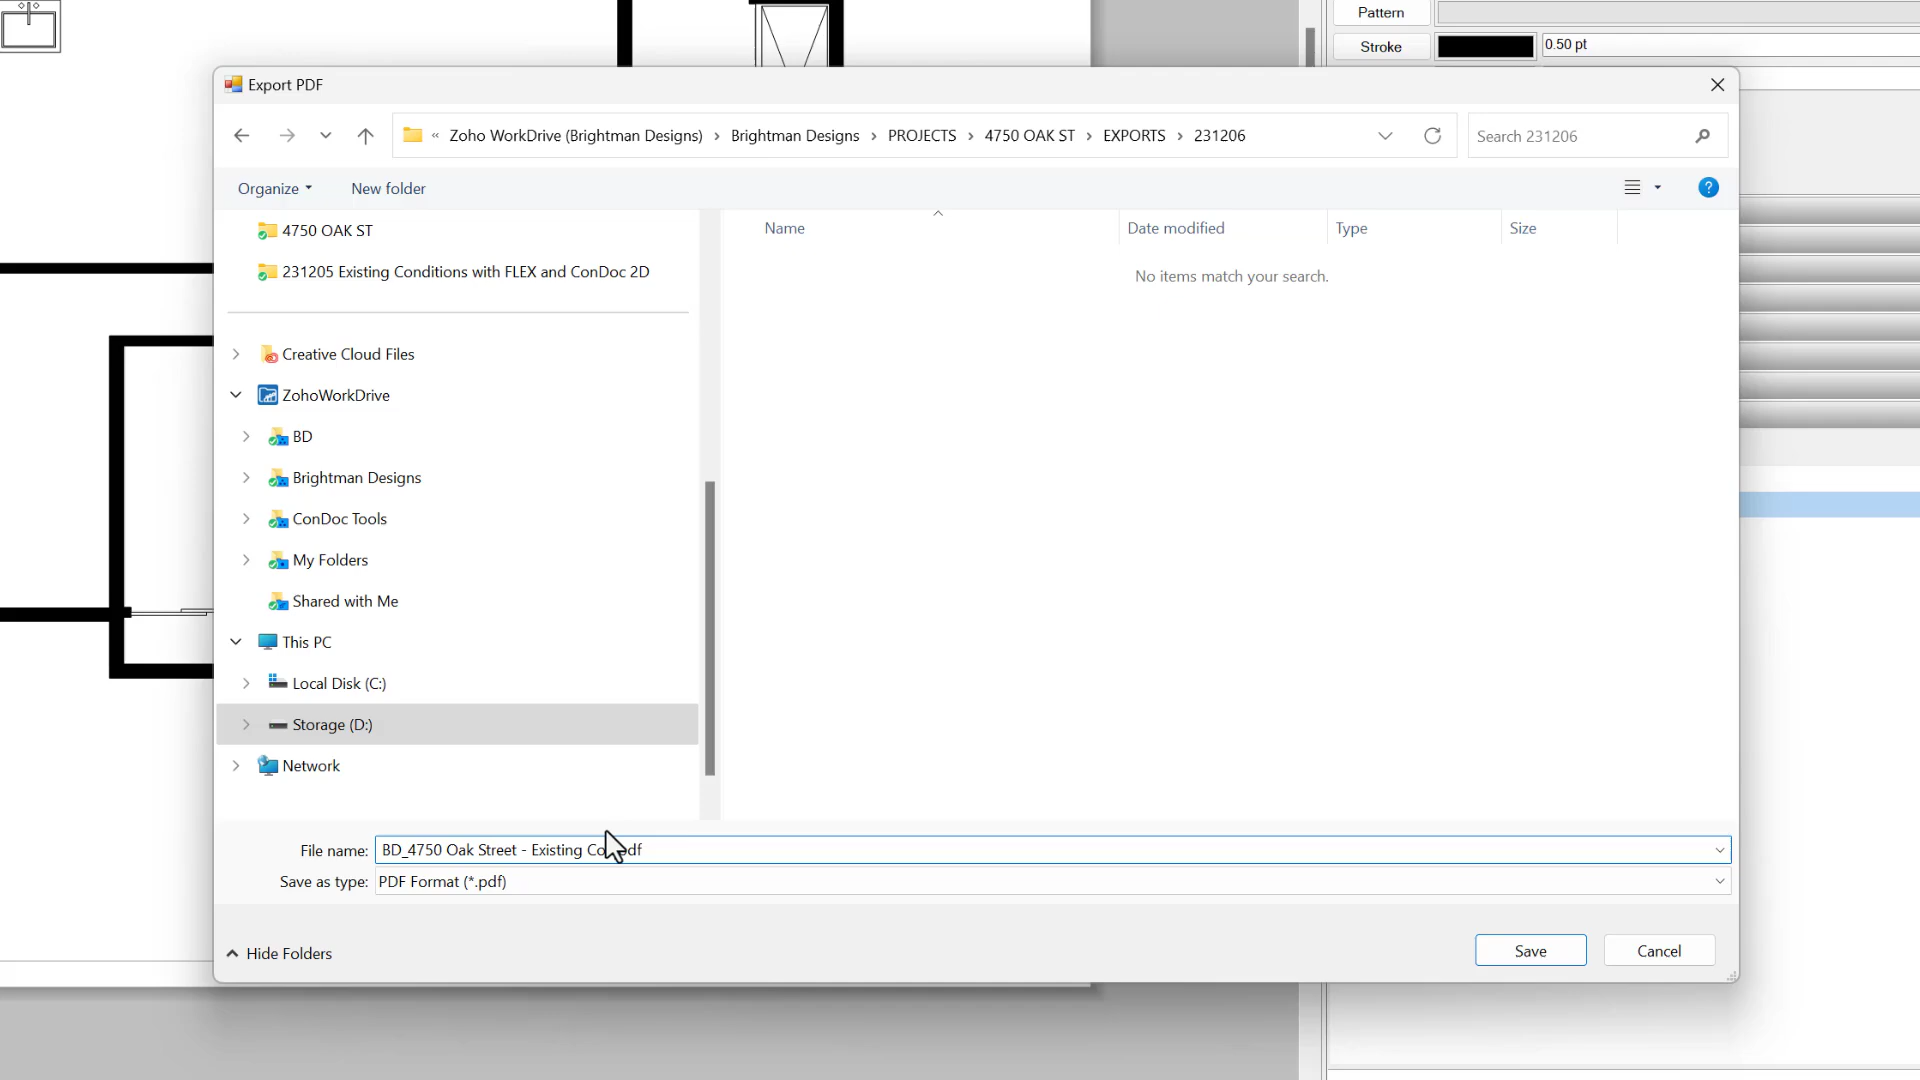 Pattern
Stroke
0.50 pt
Export PDF
« Zoho WorkDrive (Brightman Designs) › Brightman Designs › PROJECTS › 4750 OAK ST › EXPORTS › 231206
Search 231206
Organize
New folder
?
4750 OAK ST
231205 Existing Conditions with FLEX and ConDoc 2D
Name
Date modified
Type
Size
No items match your search.
Creative Cloud Files
ZohoWorkDrive
BD
Brightman Designs
ConDoc Tools
My Folders
Shared with Me
This PC
Local Disk (C:)
Storage (D:)
Network
File name:
BD_4750 Oak Street - Existing
Save as type:
PDF Format (*.pdf)
Hide Folders
Save
Cancel